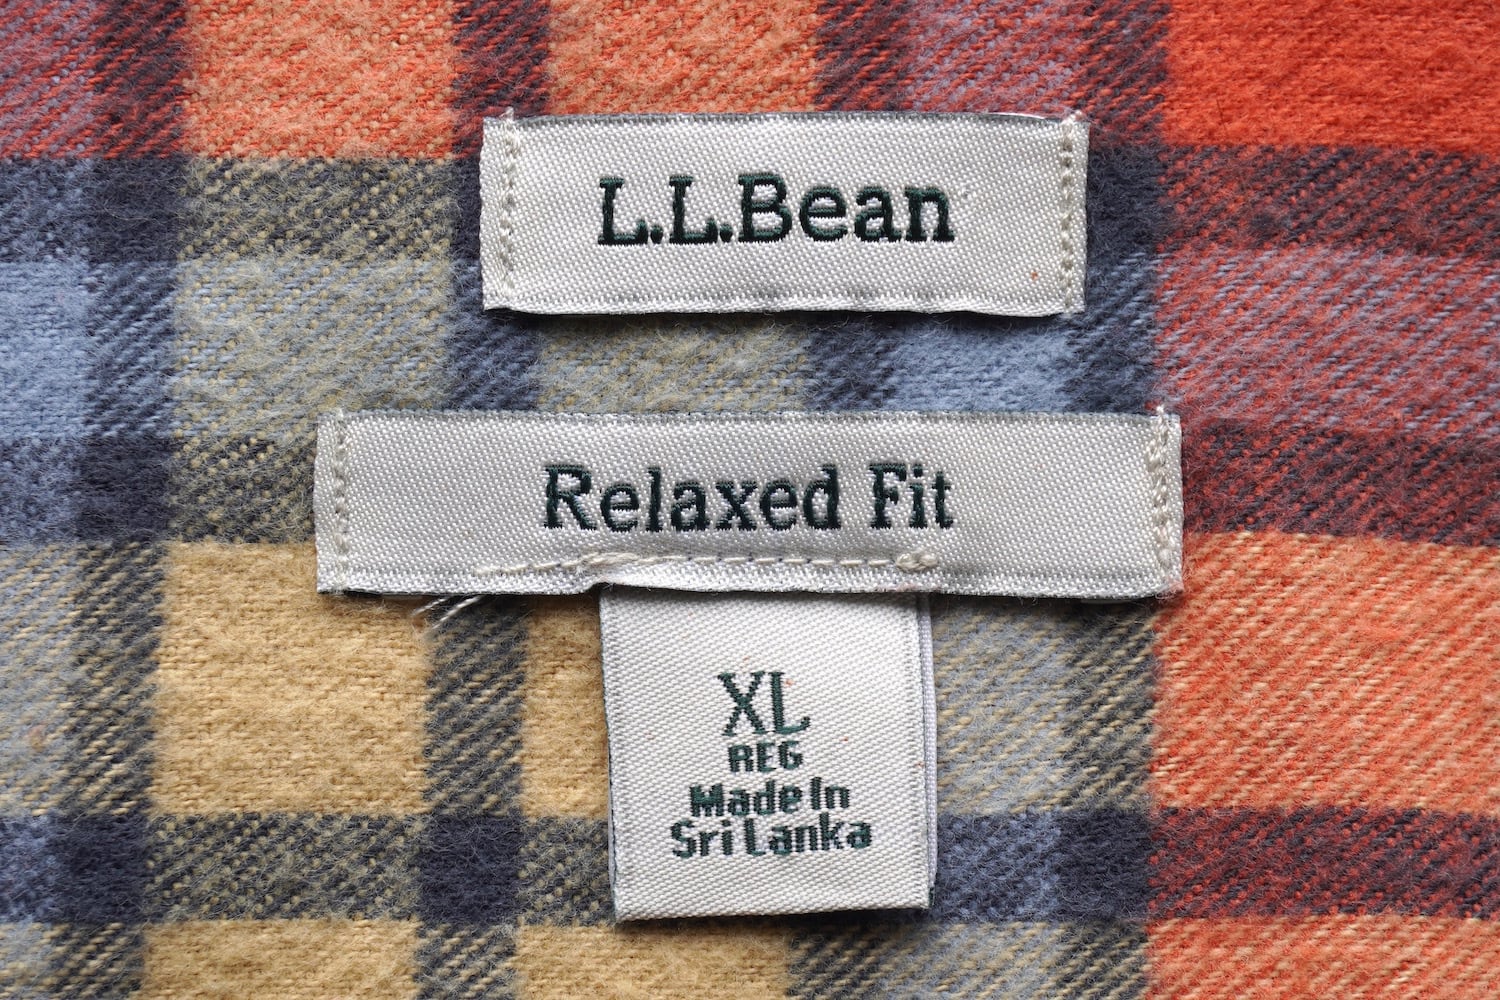 L.L.Bean
Relaxed Fit
XL
REG
Made In
Sri Lanka